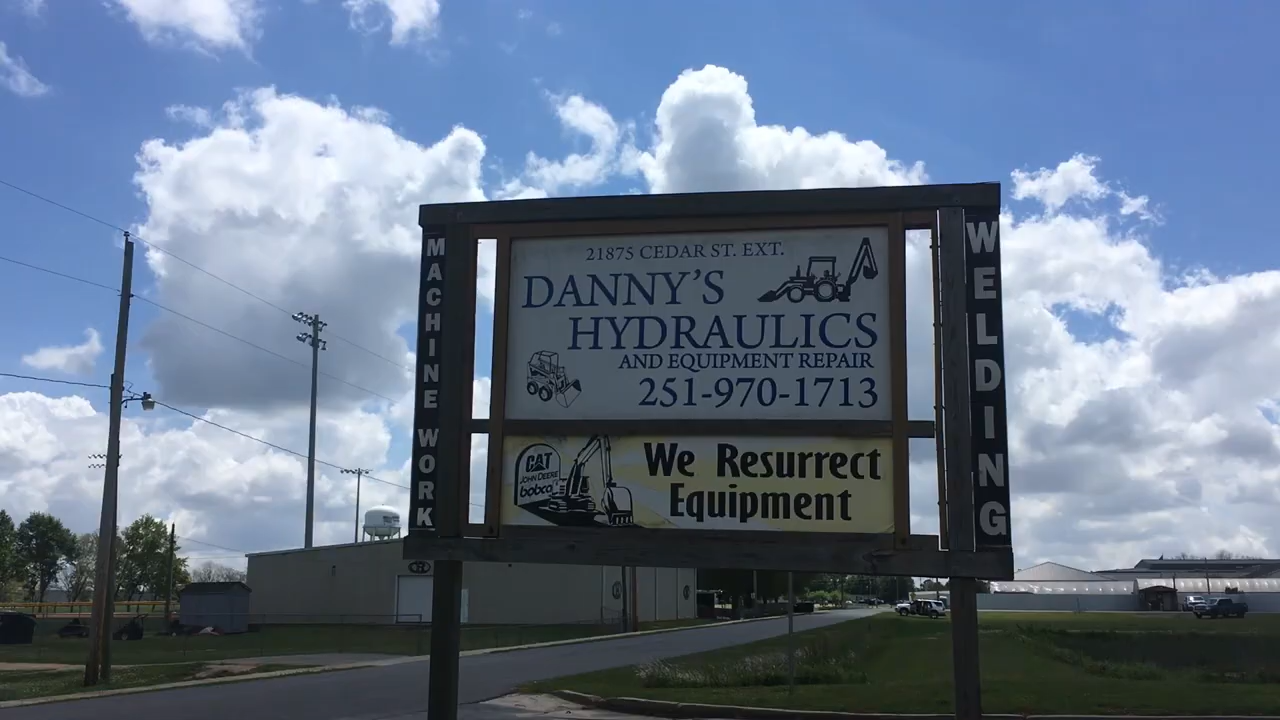 MACHINE WORK
21875 CEDAR ST. EXT.
DANNY'S
HYDRAULICS
AND EQUIPMENT REPAIR
251-970-1713
CAT
JOHN DEERE
bobcat
We Resurrect
Equipment
WELDING